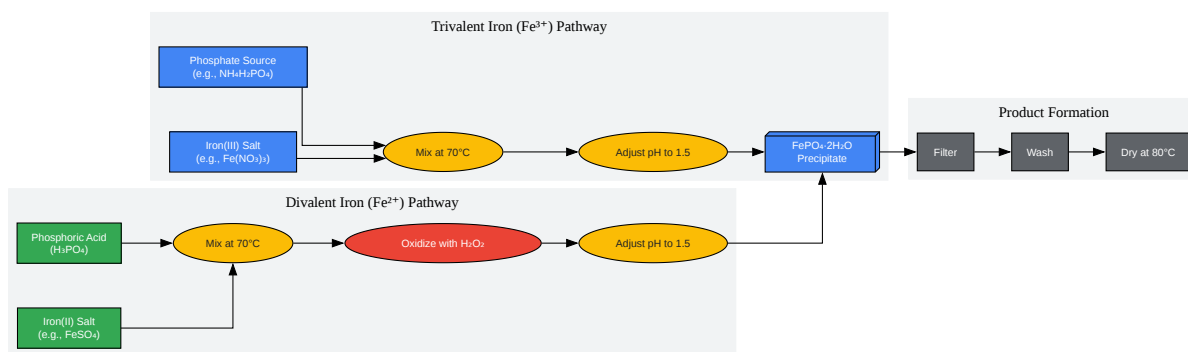 Trivalent Iron (Fe³⁺) Pathway
Phosphate Source
(e.g., NH₄H₂PO₄)
Iron(III) Salt
(e.g., Fe(NO₃)₃)
Mix at 70°C
Adjust pH to 1.5
FePO₄·2H₂O
Precipitate
Product Formation
Filter
Wash
Dry at 80°C
Divalent Iron (Fe²⁺) Pathway
Phosphoric Acid
(H₃PO₄)
Mix at 70°C
Oxidize with H₂O₂
Adjust pH to 1.5
Iron(II) Salt
(e.g., FeSO₄)